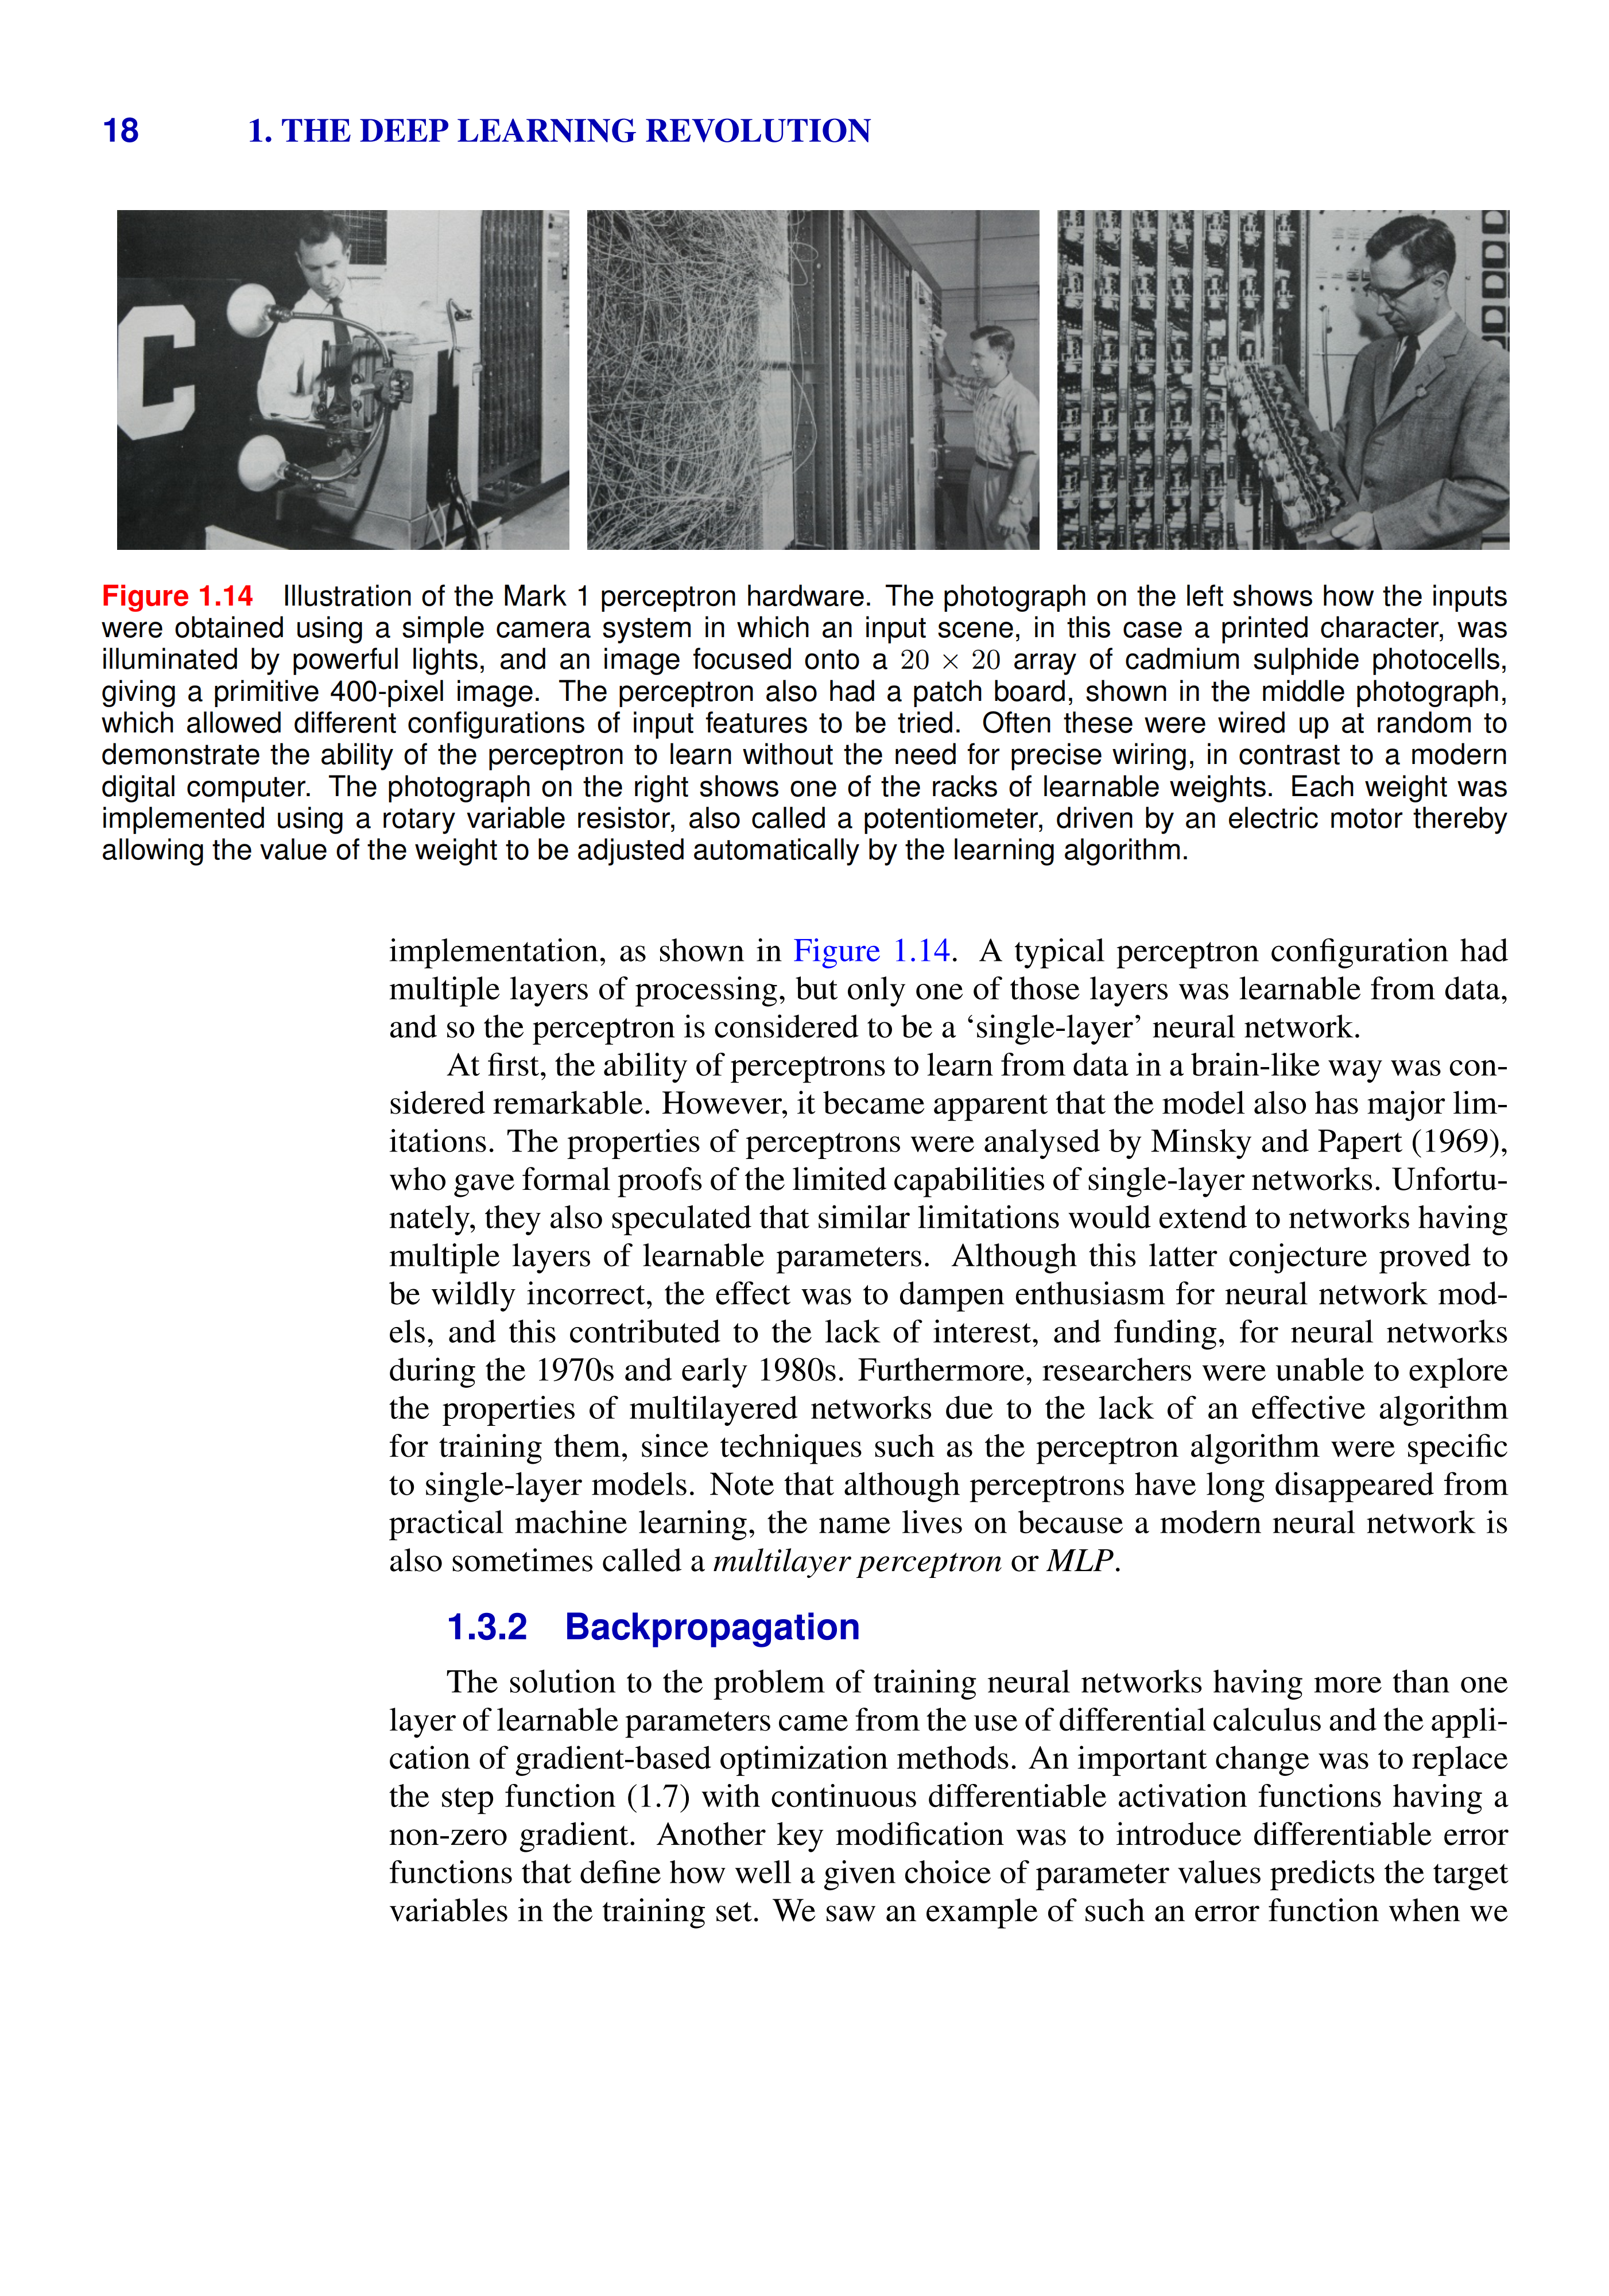 18 1. THE DEEP LEARNING REVOLUTION
C
Figure 1.14 Illustration of the Mark 1 perceptron hardware. The photograph on the left shows how the inputs
were obtained using a simple camera system in which an input scene, in this case a printed character, was
illuminated by powerful lights, and an image focused onto a 20 × 20 array of cadmium sulphide photocells,
giving a primitive 400-pixel image. The perceptron also had a patch board, shown in the middle photograph,
which allowed different configurations of input features to be tried. Often these were wired up at random to
demonstrate the ability of the perceptron to learn without the need for precise wiring, in contrast to a modern
digital computer. The photograph on the right shows one of the racks of learnable weights. Each weight was
implemented using a rotary variable resistor, also called a potentiometer, driven by an electric motor thereby
allowing the value of the weight to be adjusted automatically by the learning algorithm.
implementation, as shown in Figure 1.14. A typical perceptron configuration had
multiple layers of processing, but only one of those layers was learnable from data,
and so the perceptron is considered to be a ‘single-layer’ neural network.
At first, the ability of perceptrons to learn from data in a brain-like way was con-
sidered remarkable. However, it became apparent that the model also has major lim-
itations. The properties of perceptrons were analysed by Minsky and Papert (1969),
who gave formal proofs of the limited capabilities of single-layer networks. Unfortu-
nately, they also speculated that similar limitations would extend to networks having
multiple layers of learnable parameters. Although this latter conjecture proved to
be wildly incorrect, the effect was to dampen enthusiasm for neural network mod-
els, and this contributed to the lack of interest, and funding, for neural networks
during the 1970s and early 1980s. Furthermore, researchers were unable to explore
the properties of multilayered networks due to the lack of an effective algorithm
for training them, since techniques such as the perceptron algorithm were specific
to single-layer models. Note that although perceptrons have long disappeared from
practical machine learning, the name lives on because a modern neural network is
also sometimes called a multilayer perceptron or MLP.
1.3.2 Backpropagation
The solution to the problem of training neural networks having more than one
layer of learnable parameters came from the use of differential calculus and the appli-
cation of gradient-based optimization methods. An important change was to replace
the step function (1.7) with continuous differentiable activation functions having a
non-zero gradient. Another key modification was to introduce differentiable error
functions that define how well a given choice of parameter values predicts the target
variables in the training set. We saw an example of such an error function when we